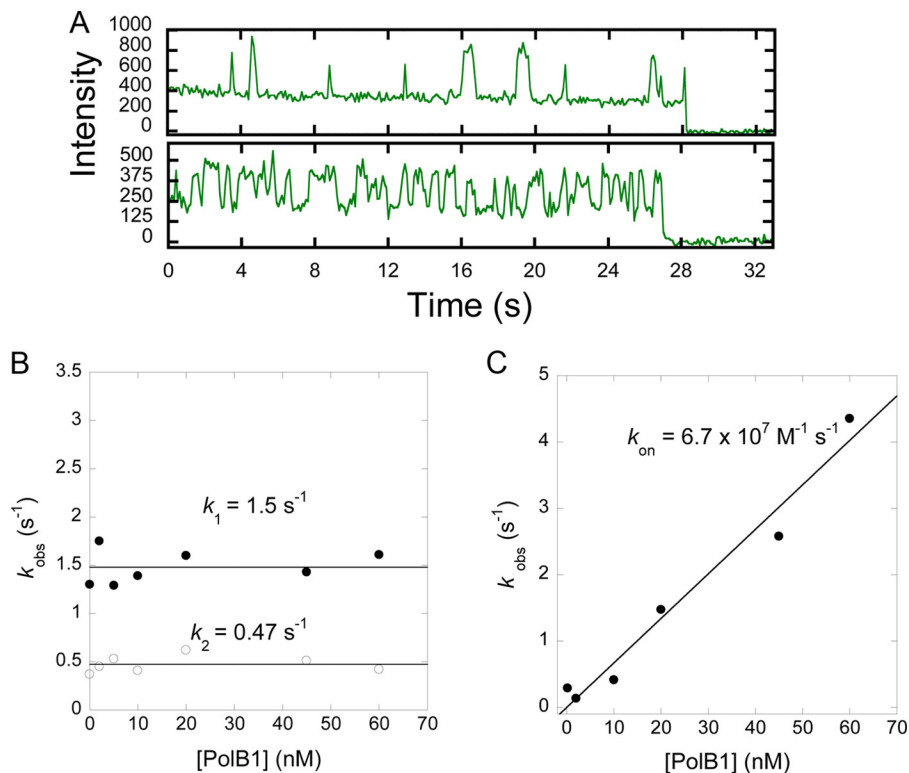 A
Intensity
1000
800
600
400
200
0
500
375
250
125
0
0 4 8 12 16 20 24 28 32
Time (s)
B
k_obs (s⁻¹)
3.5
3
2.5
2
1.5
1
0.5
0
k₁ = 1.5 s⁻¹
k₂ = 0.47 s⁻¹
0 10 20 30 40 50 60 70
[PolB1] (nM)
C
k_obs (s⁻¹)
5
4
3
2
1
0
k_on = 6.7 x 10⁷ M⁻¹ s⁻¹
0 10 20 30 40 50 60 70
[PolB1] (nM)